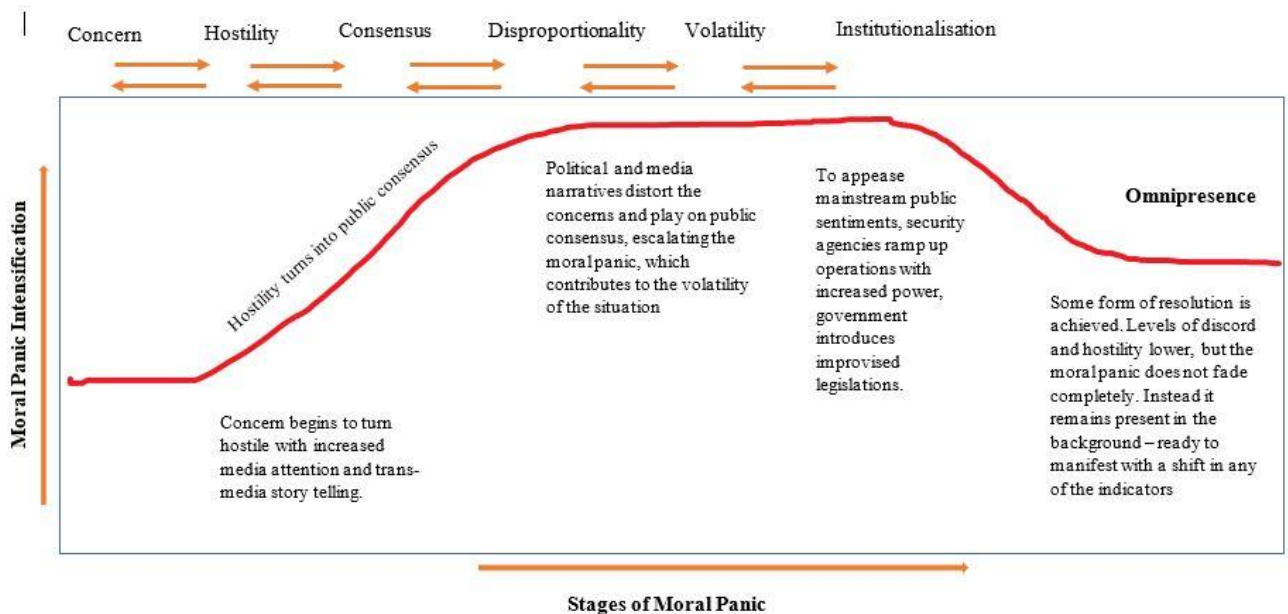 Concern Hostility Consensus Disproportionality Volatility Institutionalisation
Moral Panic Intensification
Hostility turns into public consensus
Concern begins to turn
hostile with increased
media attention and trans-
media story telling.
Political and media
narratives distort the
concerns and play on public
consensus, escalating the
moral panic, which
contributes to the volatility
of the situation
To appease
mainstream public
sentiments, security
agencies ramp up
operations with
increased power,
government
introduces
improvised
legislations.
Omnipresence
Some form of resolution is
achieved. Levels of discord
and hostility lower, but the
moral panic does not fade
completely. Instead it
remains present in the
background – ready to
manifest with a shift in any
of the indicators
Stages of Moral Panic